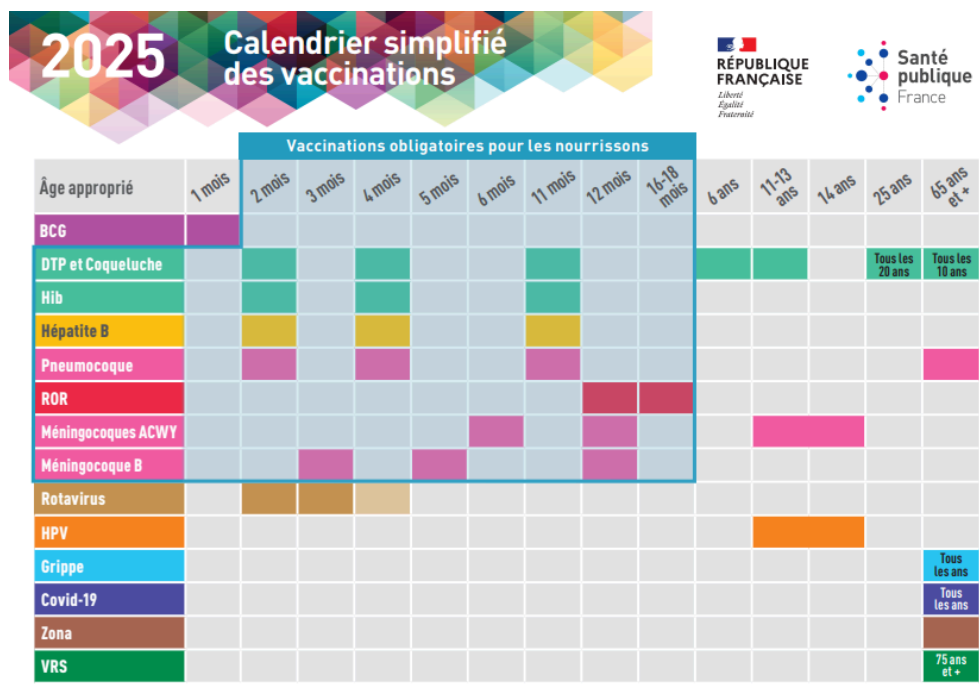 2025
Calendrier simplifié
des vaccinations
RÉPUBLIQUE
FRANÇAISE
Liberté
Égalité
Fraternité
Santé
publique
France
Vaccinations obligatoires pour les nourrissons
Âge approprié
1 mois
2 mois
3 mois
4 mois
5 mois
6 mois
11 mois
12 mois
16-18
mois
6 ans
11-13
ans
14 ans
25 ans
65 ans
et +
BCG
DTP et Coqueluche
Tous les
20 ans
Tous les
10 ans
Hib
Hépatite B
Pneumocoque
ROR
Méningocoques ACWY
Méningocoque B
Rotavirus
HPV
Grippe
Tous
les ans
Covid-19
Tous
les ans
Zona
VRS
75 ans
et +